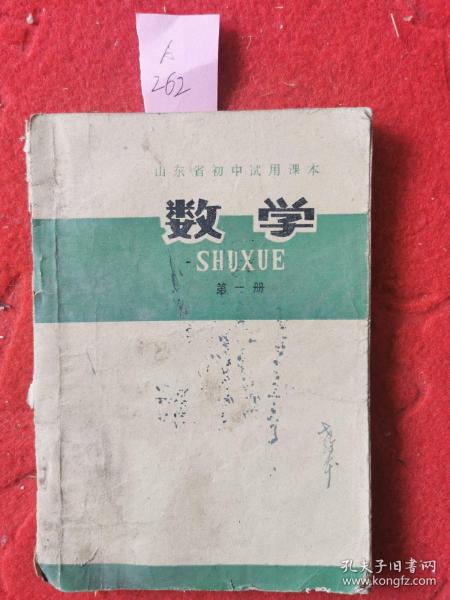 A
262
山东省初中试用课本
数学
SHUXUE
第一册
孔夫子旧书网
www.kongfz.com